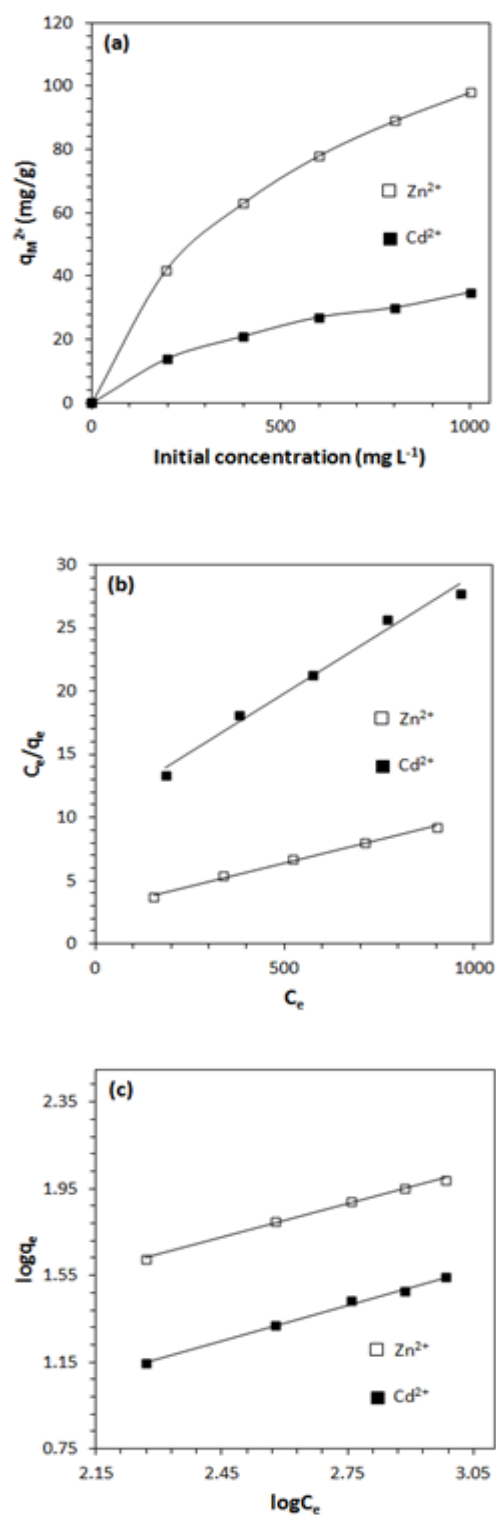 120
(a)
100
80
60
40
20
0
qM2+ (mg/g)
Zn2+
Cd2+
0
500
1000
Initial concentration (mg L-1)
30
(b)
25
20
15
10
5
0
Ce/qe
Zn2+
Cd2+
0
500
1000
Ce
(c)
2.35
1.95
1.55
1.15
0.75
logqe
Zn2+
Cd2+
2.15
2.45
2.75
3.05
logCe